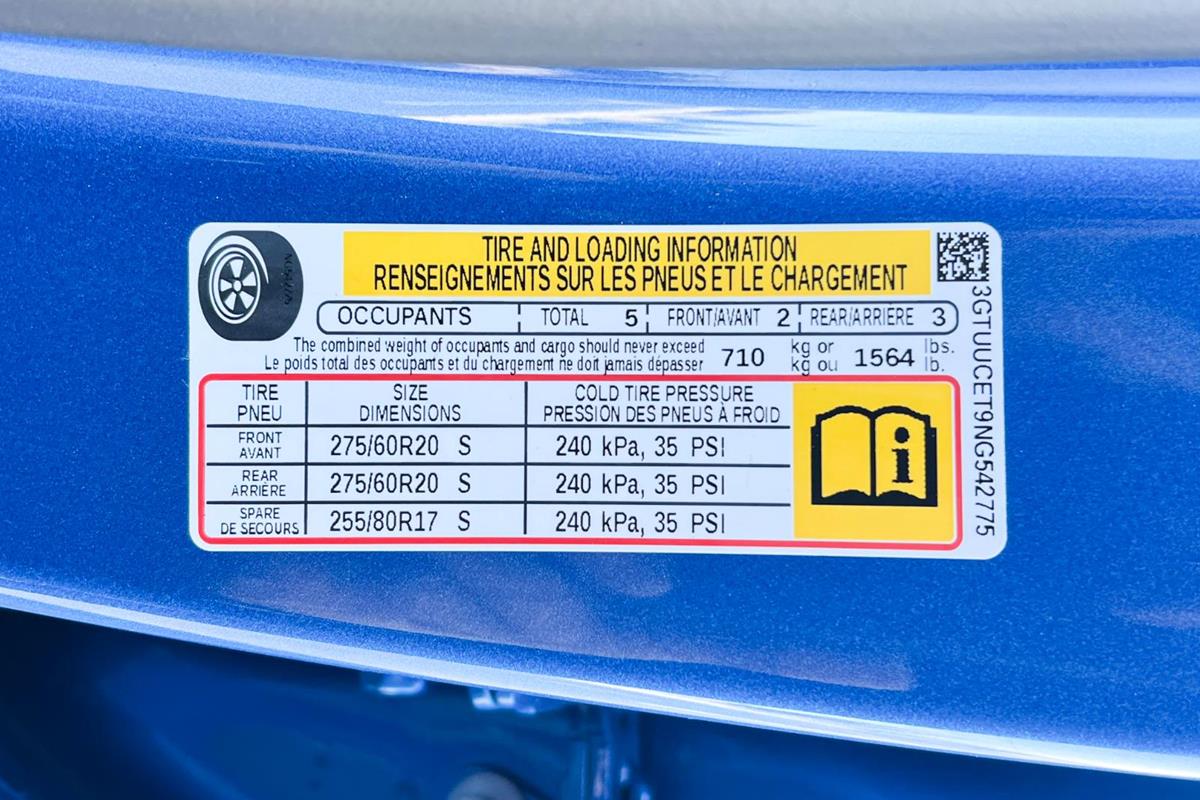 TIRE AND LOADING INFORMATION
RENSEIGNEMENTS SUR LES PNEUS ET LE CHARGEMENT
OCCUPANTS TOTAL 5 FRONT/AVANT 2 REAR/ARRIÈRE 3
The combined weight of occupants and cargo should never exceed 710 kg or 1564 lbs.
Le poids total des occupants et du chargement ne doit jamais dépasser kg ou lb.
TIRE SIZE COLD TIRE PRESSURE
PNEU DIMENSIONS PRESSION DES PNEUS À FROID
FRONT
AVANT 275/60R20 S 240 kPa, 35 PSI
REAR
ARRIÈRE 275/60R20 S 240 kPa, 35 PSI
SPARE
DE SECOURS 255/80R17 S 240 kPa, 35 PSI
3GTUUCET9NG542775